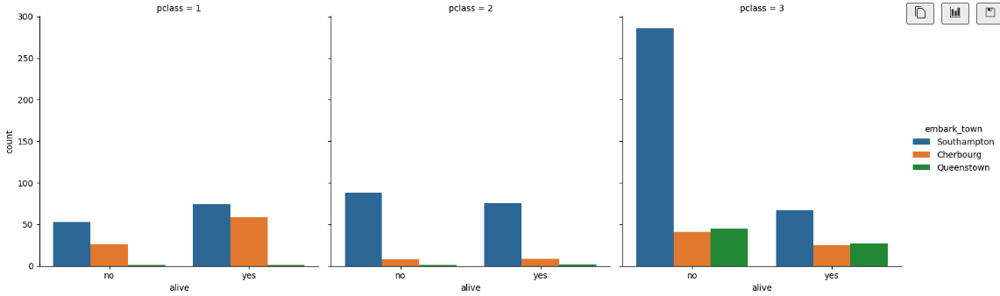 pclass = 1
pclass = 2
pclass = 3
300
250
200
150
100
50
0
count
no
yes
alive
no
yes
alive
no
yes
alive
embark_town
Southampton
Cherbourg
Queenstown